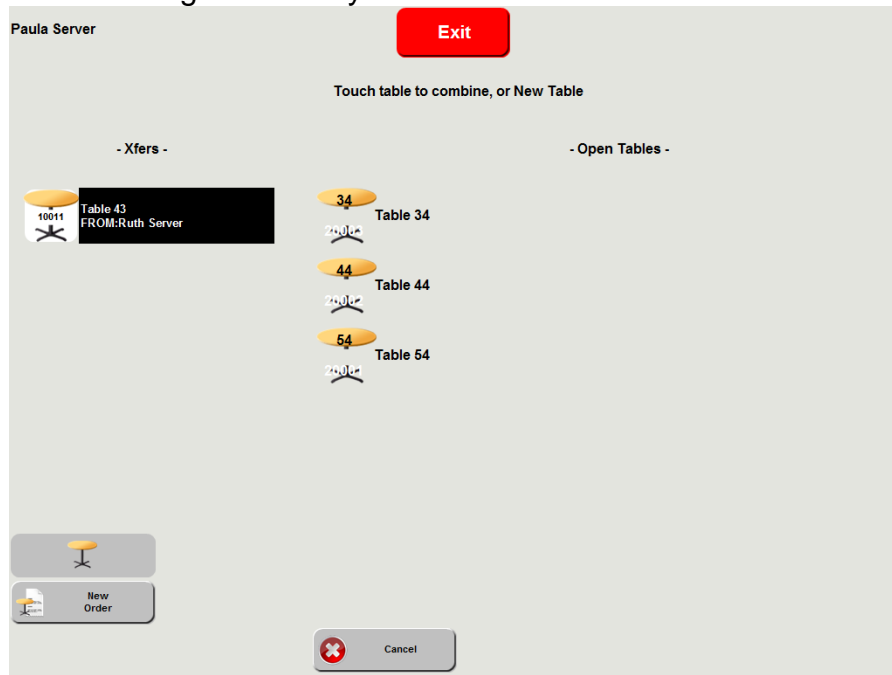 Paula Server
Exit
Touch table to combine, or New Table
- Xfers -
- Open Tables -
10011
Table 43
FROM:Ruth Server
34
Table 34
44
Table 44
54
Table 54
New
Order
Cancel